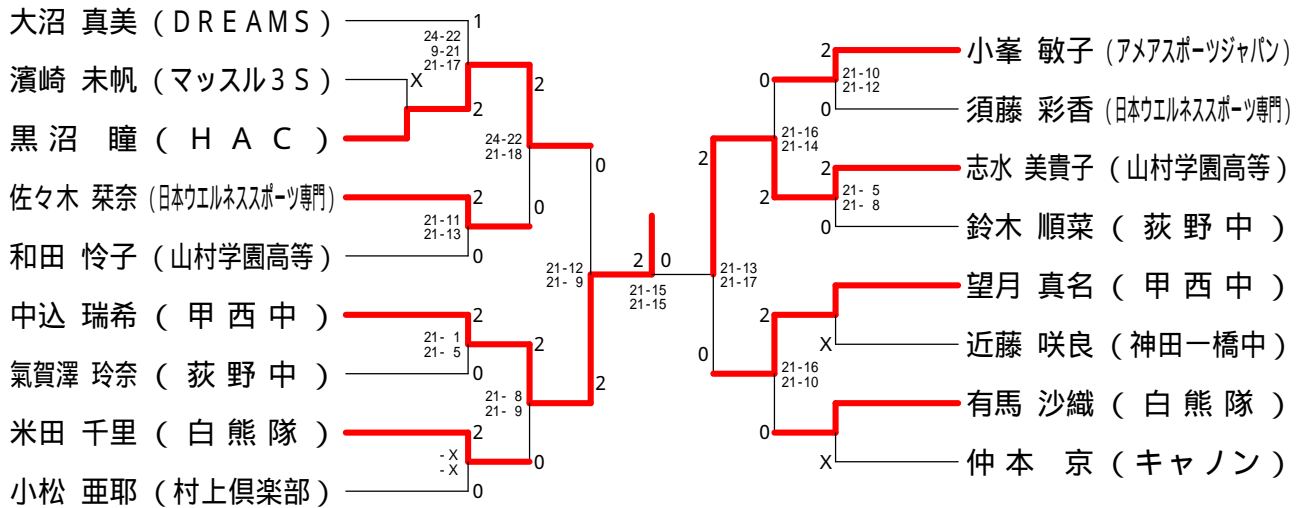 大沼 真美 (ＤＲＥＡＭＳ)
1
24-22
9-21
21-17
濱崎 未帆 (マッスル３Ｓ)
X
2
2
黒沼 瞳 (ＨＡＣ)
24-22
21-18
0
佐々木 栞奈 (日本ウエルネススポーツ専門)
2
21-11
21-13
0
和田 怜子 (山村学園高等)
0
21-12
21- 9
中込 瑞希 (甲西中)
2
21- 1
21- 5
2
氣賀澤 玲奈 (荻野中)
0
21- 8
21- 9
2
米田 千里 (白熊隊)
2
- X
- X
0
小松 亜耶 (村上倶楽部)
0
2 0
21-15
21-15
小峯 敏子 (アメアスポーツジャパン)
2
0
21-10
21-12
須藤 彩香 (日本ウエルネススポーツ専門)
0
21-16
21-14
2
志水 美貴子 (山村学園高等)
2
2
21- 5
21- 8
鈴木 順菜 (荻野中)
0
21-13
21-17
望月 真名 (甲西中)
2
近藤 咲良 (神田一橋中)
X
0
21-16
21-10
有馬 沙織 (白熊隊)
0
仲本 京 (キャノン)
X